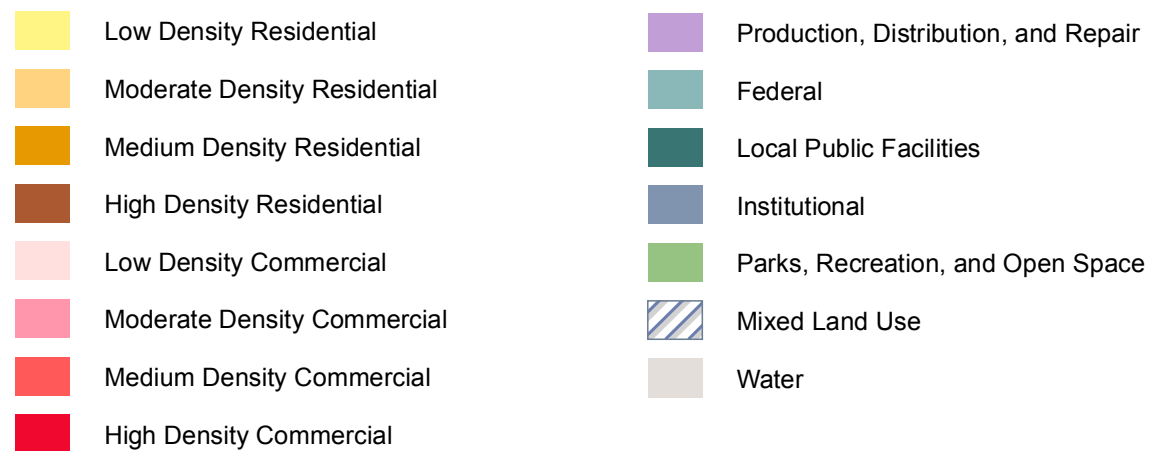 Low Density Residential
Moderate Density Residential
Medium Density Residential
High Density Residential
Low Density Commercial
Moderate Density Commercial
Medium Density Commercial
High Density Commercial
Production, Distribution, and Repair
Federal
Local Public Facilities
Institutional
Parks, Recreation, and Open Space
Mixed Land Use
Water